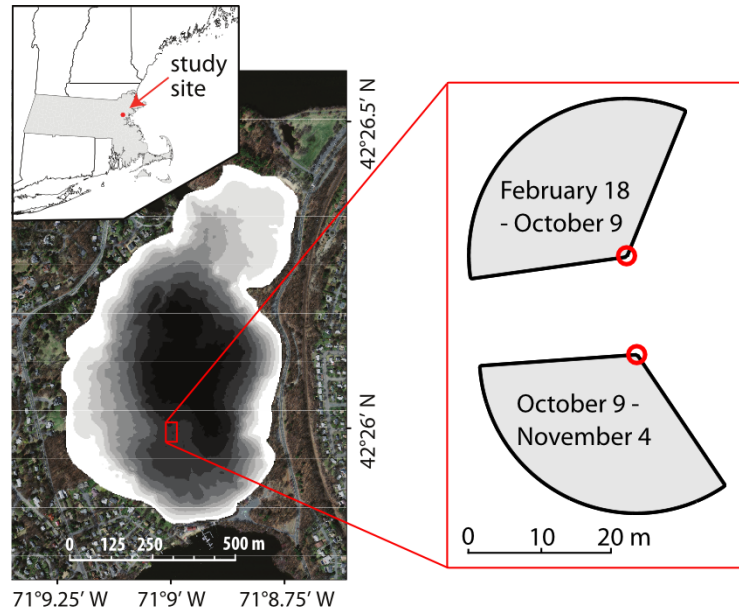 study
site
42°26.5′ N
February 18
- October 9
42°26′ N
October 9 -
November 4
0 125 250 500 m
0 10 20 m
71°9.25′ W 71°9′ W 71°8.75′ W